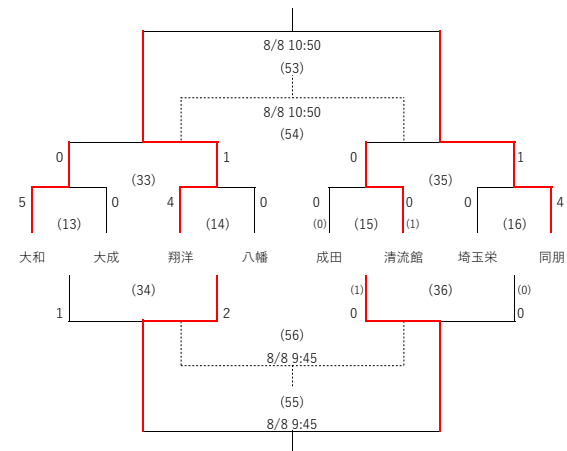 8/8 10:50
(53)
8/8 10:50
(54)
0 1 0 1
(33) (35)
5 0 4 0 0 0 0 4
(13) (14) (0) (15) (1) (16)
大和 大成 翔洋 八幡 成田 清流館 埼玉栄 同朋
(34) (1) (36) (0)
1 2 0 0
(56)
8/8 9:45
(55)
8/8 9:45